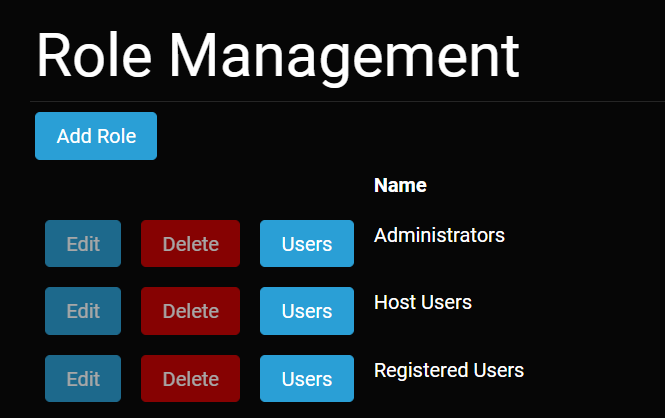 Role Management
Add Role
Name
Edit Delete Users Administrators
Edit Delete Users Host Users
Edit Delete Users Registered Users